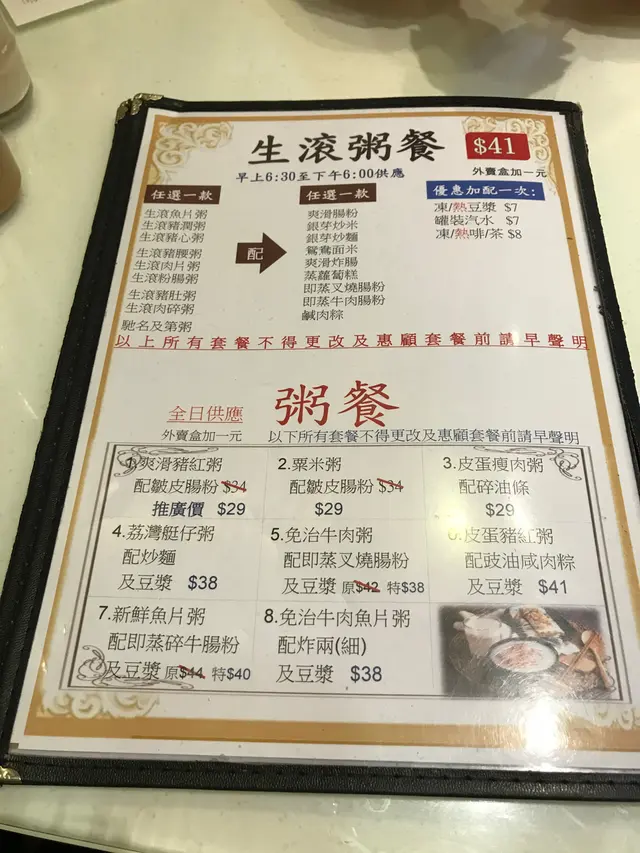 生滾粥餐 $41
早上6:30至下午6:00供應 外賣盒加一元
任選一款
生滾魚片粥
生滾豬潤粥
生滾豬心粥
生滾豬腰粥
生滾肉片粥
生滾粉腸粥
生滾豬肚粥
生滾肉碎粥
馳名及第粥
配
任選一款
爽滑腸粉
銀芽炒米
銀芽炒麵
鴛鴦面米
爽滑炸腸
蒸蘿蔔糕
即蒸叉燒腸粉
即蒸牛肉腸粉
鹹肉粽
優惠加配一次:
凍/熱豆漿 $7
罐裝汽水 $7
凍/熱啡/茶 $8
以上所有套餐不得更改及惠顧套餐前請早聲明
全日供應 粥餐
外賣盒加一元 以下所有套餐不得更改及惠顧套餐前請早聲明
1.爽滑豬紅粥
配皺皮腸粉 $34
推廣價 $29
2.粟米粥
配皺皮腸粉 $34
$29
3.皮蛋瘦肉粥
配碎油條
$29
4.荔灣艇仔粥
配炒麵
及豆漿 $38
5.免治牛肉粥
配即蒸叉燒腸粉
及豆漿 原$42 特$38
6.皮蛋豬紅粥
配豉油咸肉粽
及豆漿 $41
7.新鮮魚片粥
配即蒸碎牛腸粉
及豆漿 原$44 特$40
8.免治牛肉魚片粥
配炸兩(細)
及豆漿 $38